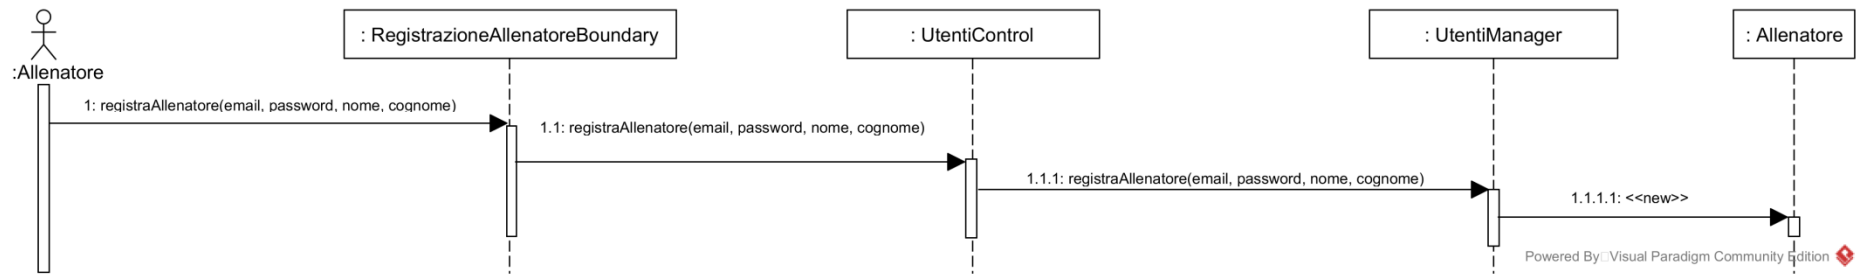 : RegistrazioneAllenatoreBoundary
: UtentiControl
: UtentiManager
: Allenatore
:Allenatore
1: registraAllenatore(email, password, nome, cognome)
1.1: registraAllenatore(email, password, nome, cognome)
1.1.1: registraAllenatore(email, password, nome, cognome)
1.1.1.1: <<new>>
Powered By Visual Paradigm Community Edition